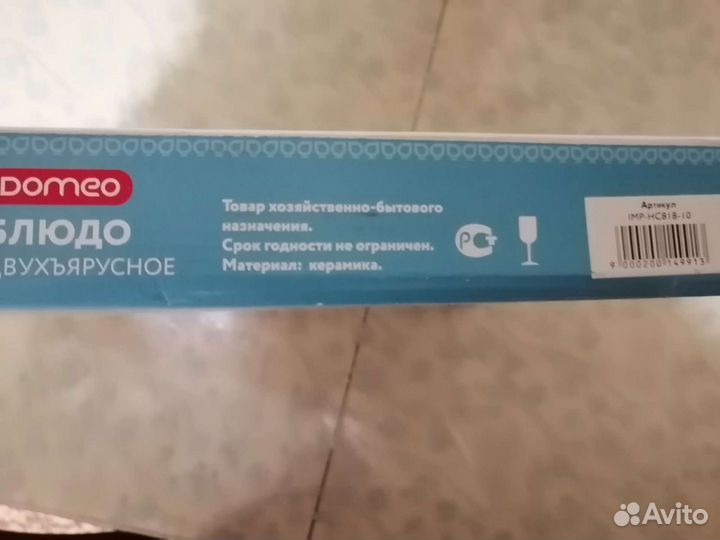 DOMEO
БЛЮДО
ДВУХЪЯРУСНОЕ
Товар хозяйственно-бытового
назначения.
Срок годности не ограничен.
Материал: керамика.
Артикул
IMP-HC818-10
9 000200 149913
Avito